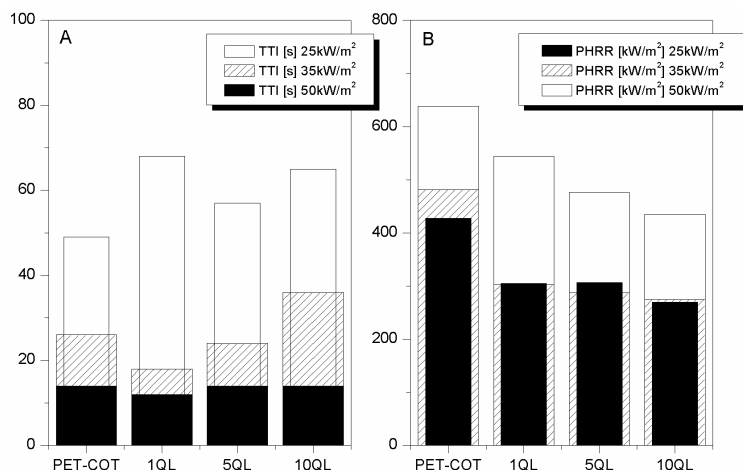 A
TTI [s] 25kW/m²
TTI [s] 35kW/m²
TTI [s] 50kW/m²
100
80
60
40
20
0
PET-COT 1QL 5QL 10QL
B
PHRR [kW/m²] 25kW/m²
PHRR [kW/m²] 35kW/m²
PHRR [kW/m²] 50kW/m²
800
600
400
200
0
PET-COT 1QL 5QL 10QL